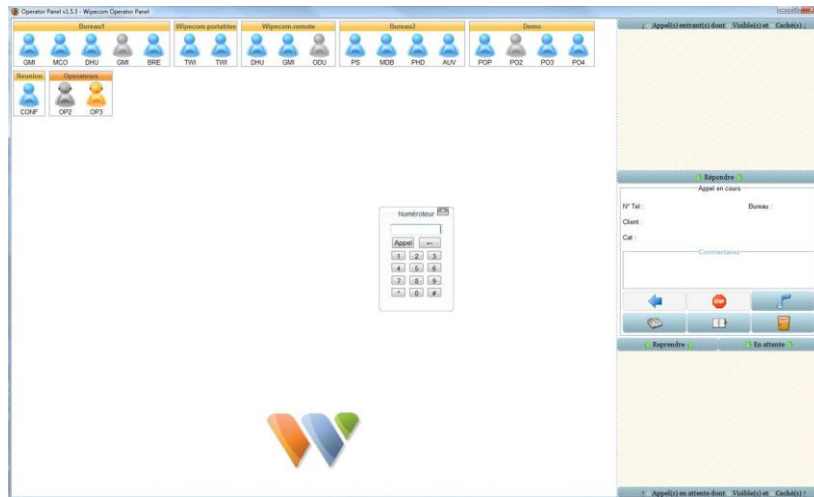 Operator Panel v1.5.3 - Wipecom Operator Panel
Bureau1
GMI MCO DHU GMI BRE
Wipecom-portables
TWI TWI
Wipecom-remote
DHU GMI ODU
Bureau2
PS MDB PHD AUV
Demo
POP PO2 PO3 PO4
Reunion
CONF
Operateurs
OP2 OP3
Numéroteur
Appel
1 2 3
4 5 6
7 8 9
* 0 #
Appel(s) entrant(s) dont Visible(s) et Caché(s)
Répondre
Appel en cours
N° Tel : Bureau :
Client :
Cat :
Commentaires
Reprendre En attente
Appel(s) en attente dont Visible(s) et Caché(s)